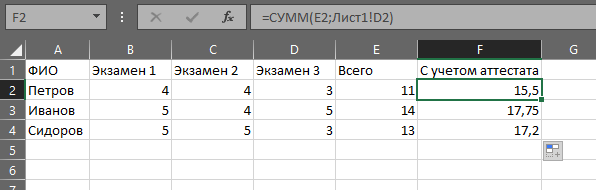 F2 =СУММ(E2;Лист1!D2)
A B C D E F G
1 ФИО Экзамен 1 Экзамен 2 Экзамен 3 Всего С учетом аттестата
2 Петров 4 4 3 11 15,5
3 Иванов 5 4 5 14 17,75
4 Сидоров 5 5 3 13 17,2
5
6
7